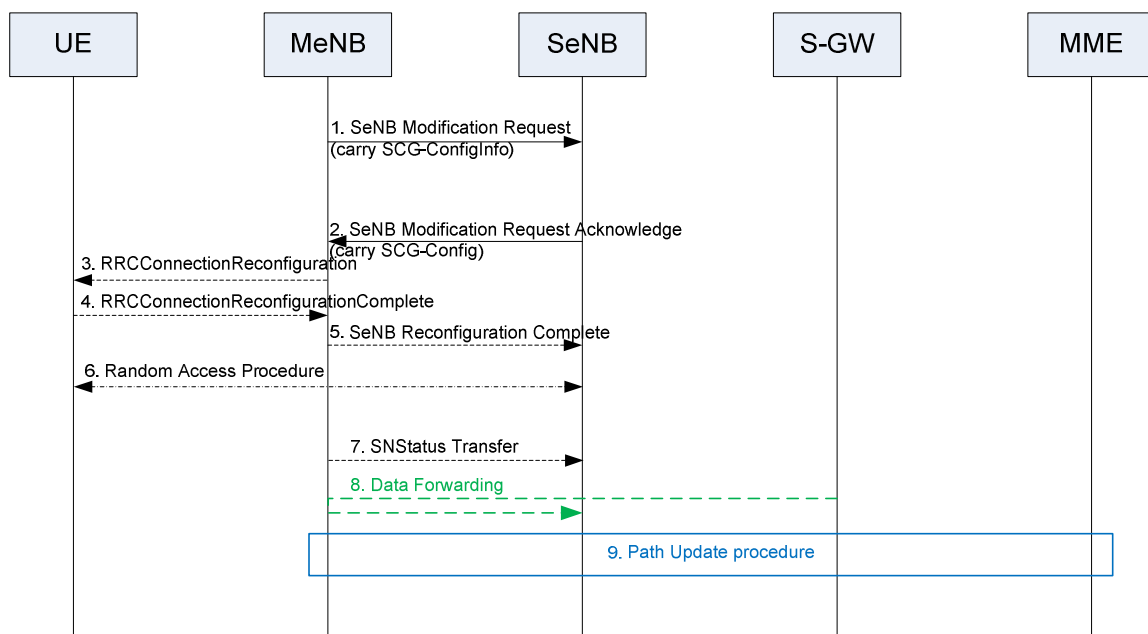 UE
MeNB
SeNB
S-GW
MME
1. SeNB Modification Request
(carry SCG-ConfigInfo)
2. SeNB Modification Request Acknowledge
(carry SCG-Config)
3. RRCConnectionReconfiguration
4. RRCConnectionReconfigurationComplete
5. SeNB Reconfiguration Complete
6. Random Access Procedure
7. SNStatus Transfer
8. Data Forwarding
9. Path Update procedure